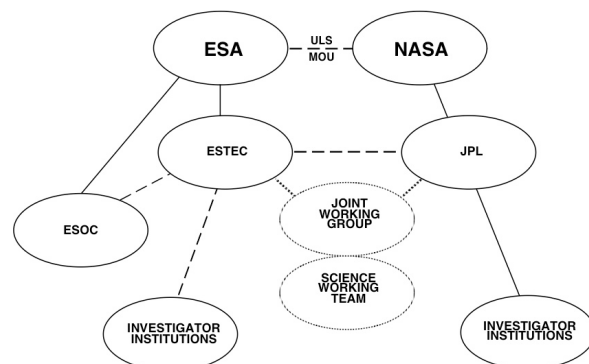 ESA
ULS
MOU
NASA
ESTEC
JPL
ESOC
JOINT
WORKING
GROUP
SCIENCE
WORKING
TEAM
INVESTIGATOR
INSTITUTIONS
INVESTIGATOR
INSTITUTIONS